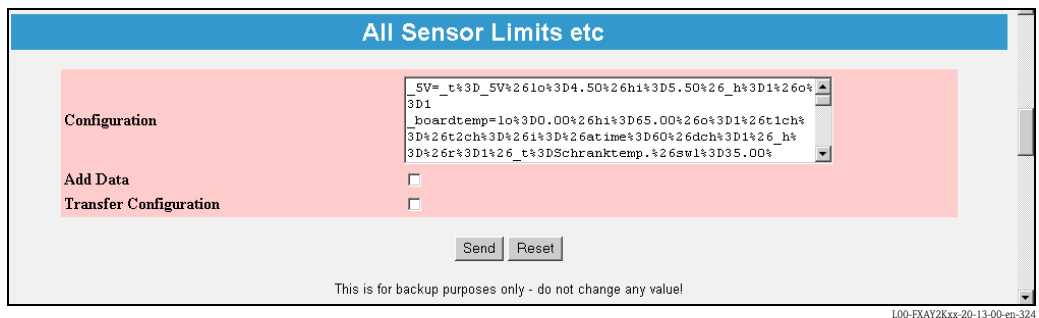 All Sensor Limits etc
Configuration
_5V=_t%3D_5V%26lo%3D4.50%26hi%3D5.50%26_h%3D1%26o%
3D1
_boardtemp=lo%3D0.00%26hi%3D65.00%26o%3D1%26t1ch%
3D%26t2ch%3D%26i%3D%26atime%3D60%26dch%3D1%26_h%
3D%26r%3D1%26_t%3DSchranktemp.%26swl%3D35.00%
Add Data
Transfer Configuration
Send Reset
This is for backup purposes only - do not change any value!
L00-FXAY2Kxx-20-13-00-en-324